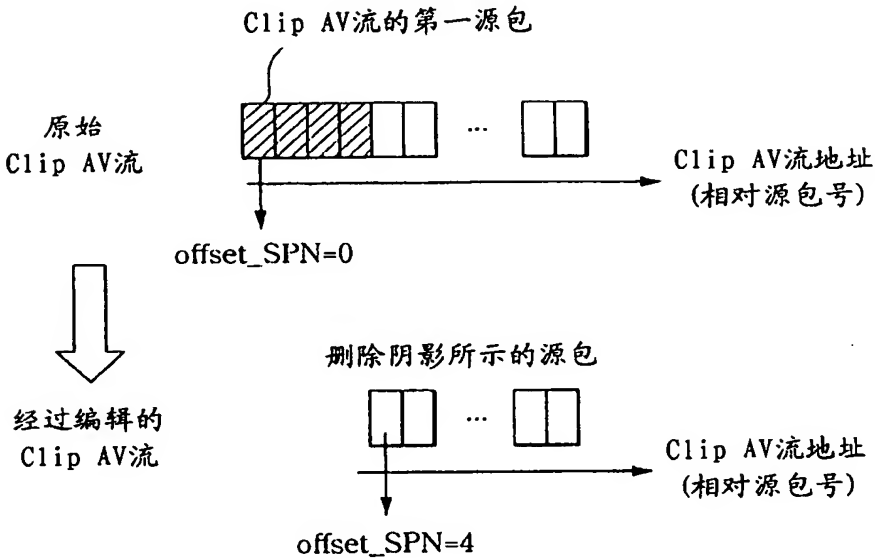 Clip AV流的第一源包
原始
Clip AV流
...
Clip AV流地址
(相对源包号)
offset_SPN=0
删除阴影所示的源包
经过编辑的
Clip AV流
...
Clip AV流地址
(相对源包号)
offset_SPN=4